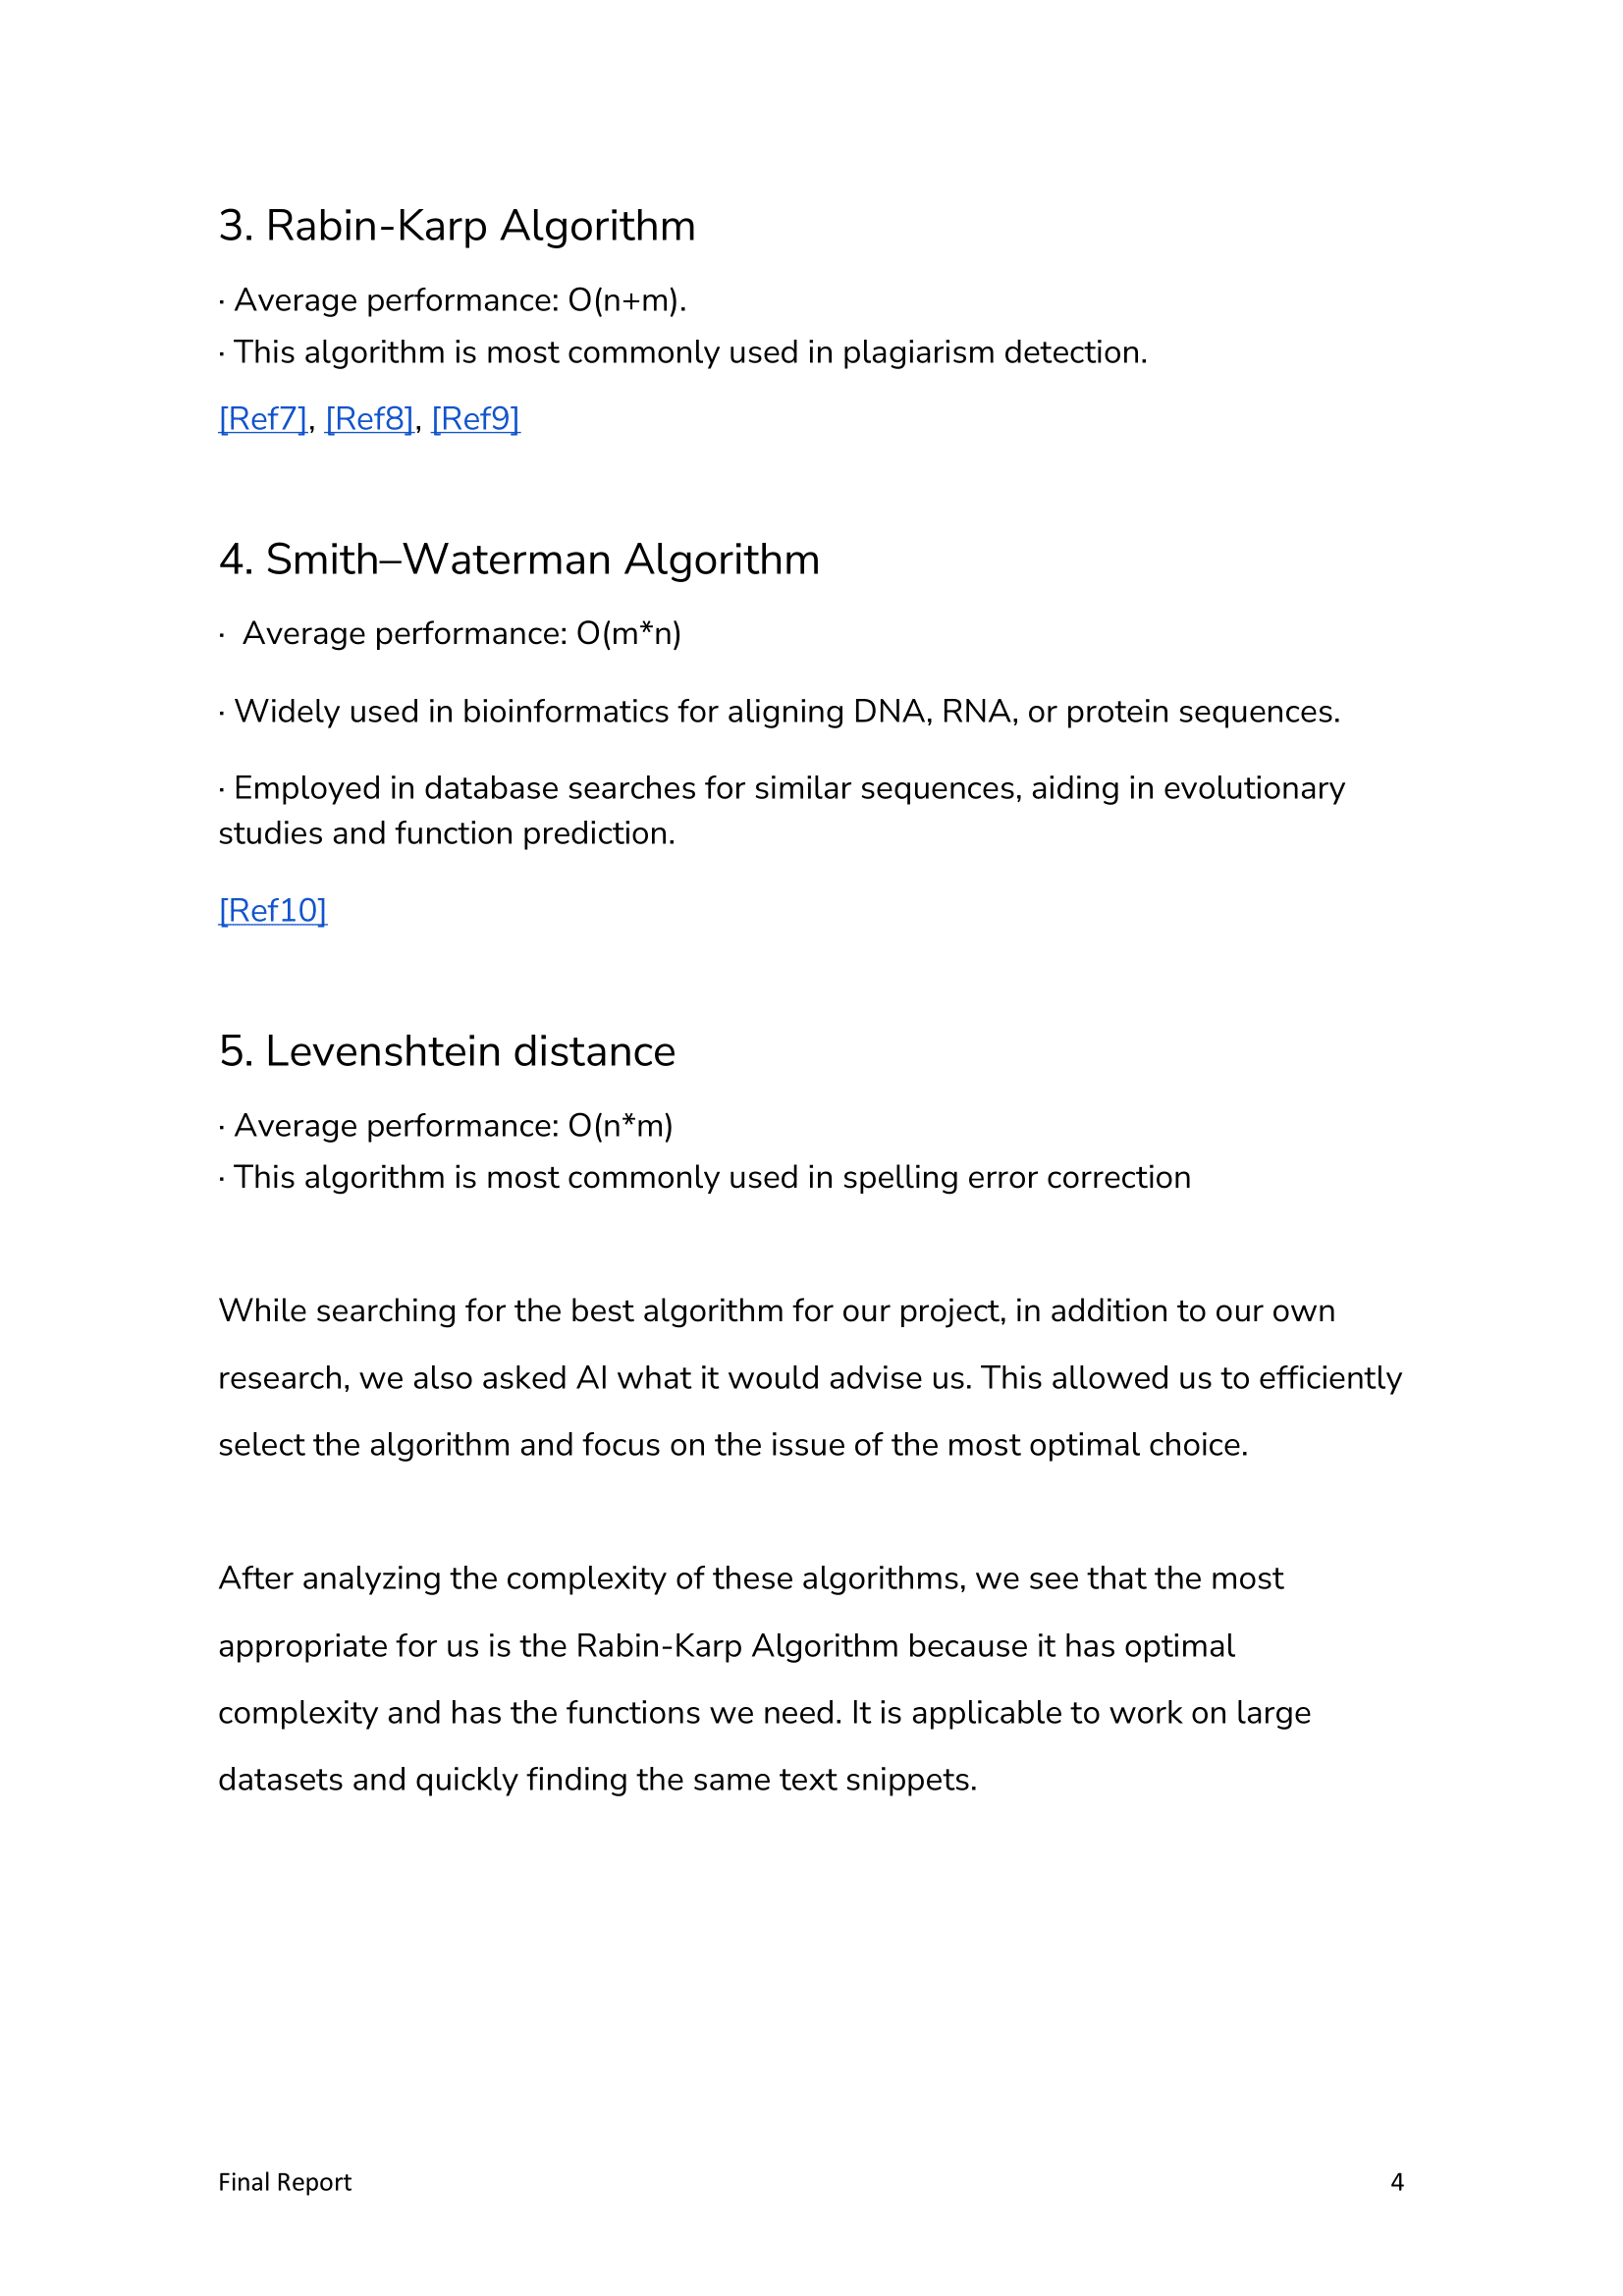 3. Rabin-Karp Algorithm
· Average performance: O(n+m).
· This algorithm is most commonly used in plagiarism detection.
[Ref7], [Ref8], [Ref9]
4. Smith–Waterman Algorithm
·  Average performance: O(m*n)
· Widely used in bioinformatics for aligning DNA, RNA, or protein sequences.
· Employed in database searches for similar sequences, aiding in evolutionary
studies and function prediction.
[Ref10]
5. Levenshtein distance
· Average performance: O(n*m)
· This algorithm is most commonly used in spelling error correction
While searching for the best algorithm for our project, in addition to our own
research, we also asked AI what it would advise us. This allowed us to efficiently
select the algorithm and focus on the issue of the most optimal choice.
After analyzing the complexity of these algorithms, we see that the most
appropriate for us is the Rabin-Karp Algorithm because it has optimal
complexity and has the functions we need. It is applicable to work on large
datasets and quickly finding the same text snippets.
Final Report 4